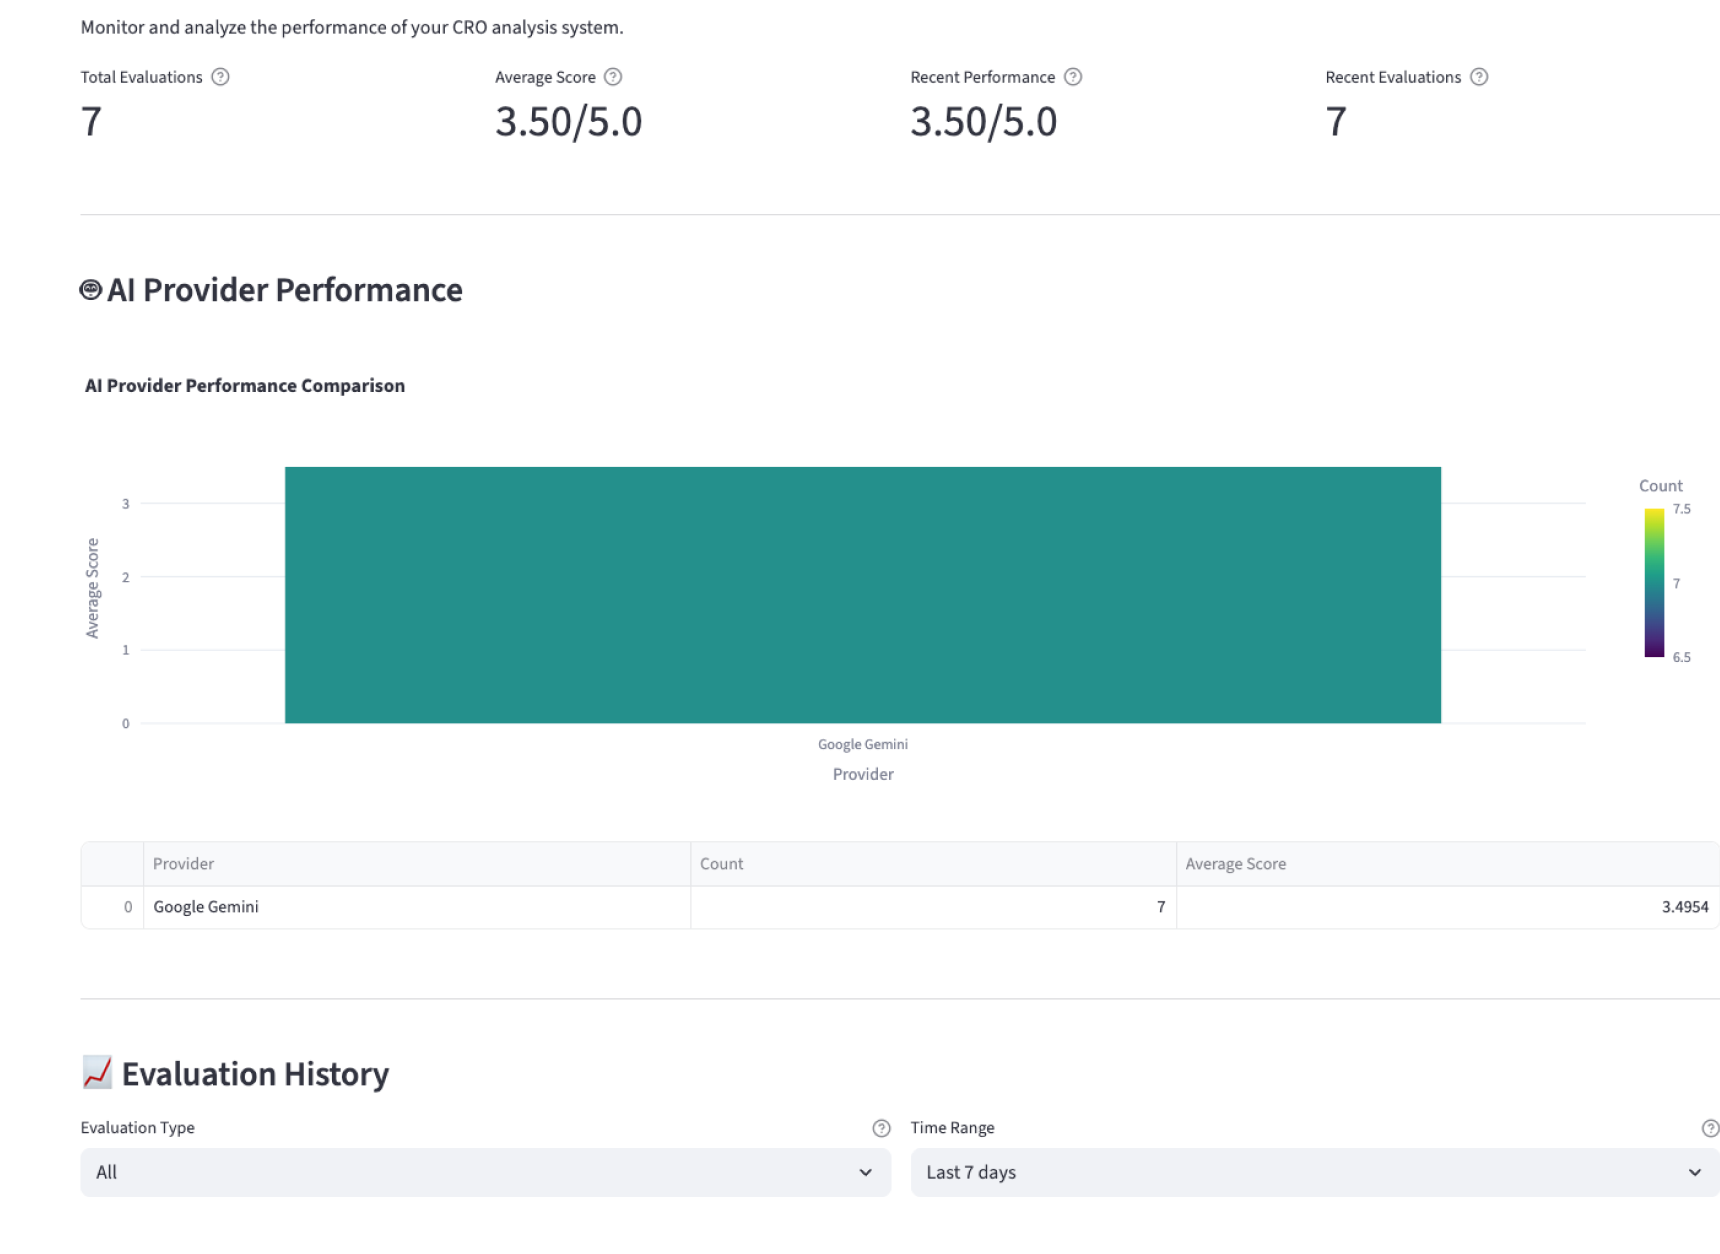 Monitor and analyze the performance of your CRO analysis system.
Total Evaluations ?
Average Score ?
Recent Performance ?
Recent Evaluations ?
7
3.50/5.0
3.50/5.0
7
AI Provider Performance
AI Provider Performance Comparison
Average Score
3
2
1
0
Google Gemini
Provider
Count
7.5
7
6.5
Provider Count Average Score
0 Google Gemini 7 3.4954
Evaluation History
Evaluation Type ?
Time Range ?
All
Last 7 days